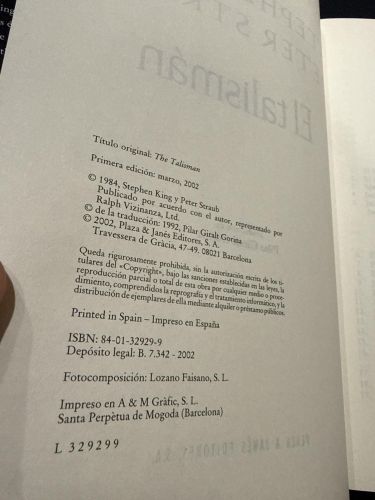 Título original: The Talisman
Primera edición: marzo, 2002
© 1984, Stephen King y Peter Straub
Publicado por acuerdo con el autor, representado por
Ralph Vizinanza, Ltd.
© de la traducción: 1992, Pilar Giralt Gorina
© 2002, Plaza & Janés Editores, S. A.
Travessera de Gràcia, 47-49. 08021 Barcelona
Queda rigurosamente prohibida, sin la autorización escrita de los ti-
tulares del «Copyright», bajo las sanciones establecidas en las leyes, la
reproducción parcial o total de esta obra por cualquier medio o proce-
dimiento, comprendidos la reprografía y el tratamiento informático, y la
distribución de ejemplares de ella mediante alquiler o préstamo públicos.
Printed in Spain – Impreso en España
ISBN: 84-01-32929-9
Depósito legal: B. 7.342 - 2002
Fotocomposición: Lozano Faisano, S. L.
Impreso en A & M Gràfic, S. L.
Santa Perpètua de Mogoda (Barcelona)
L 329299
El talismán